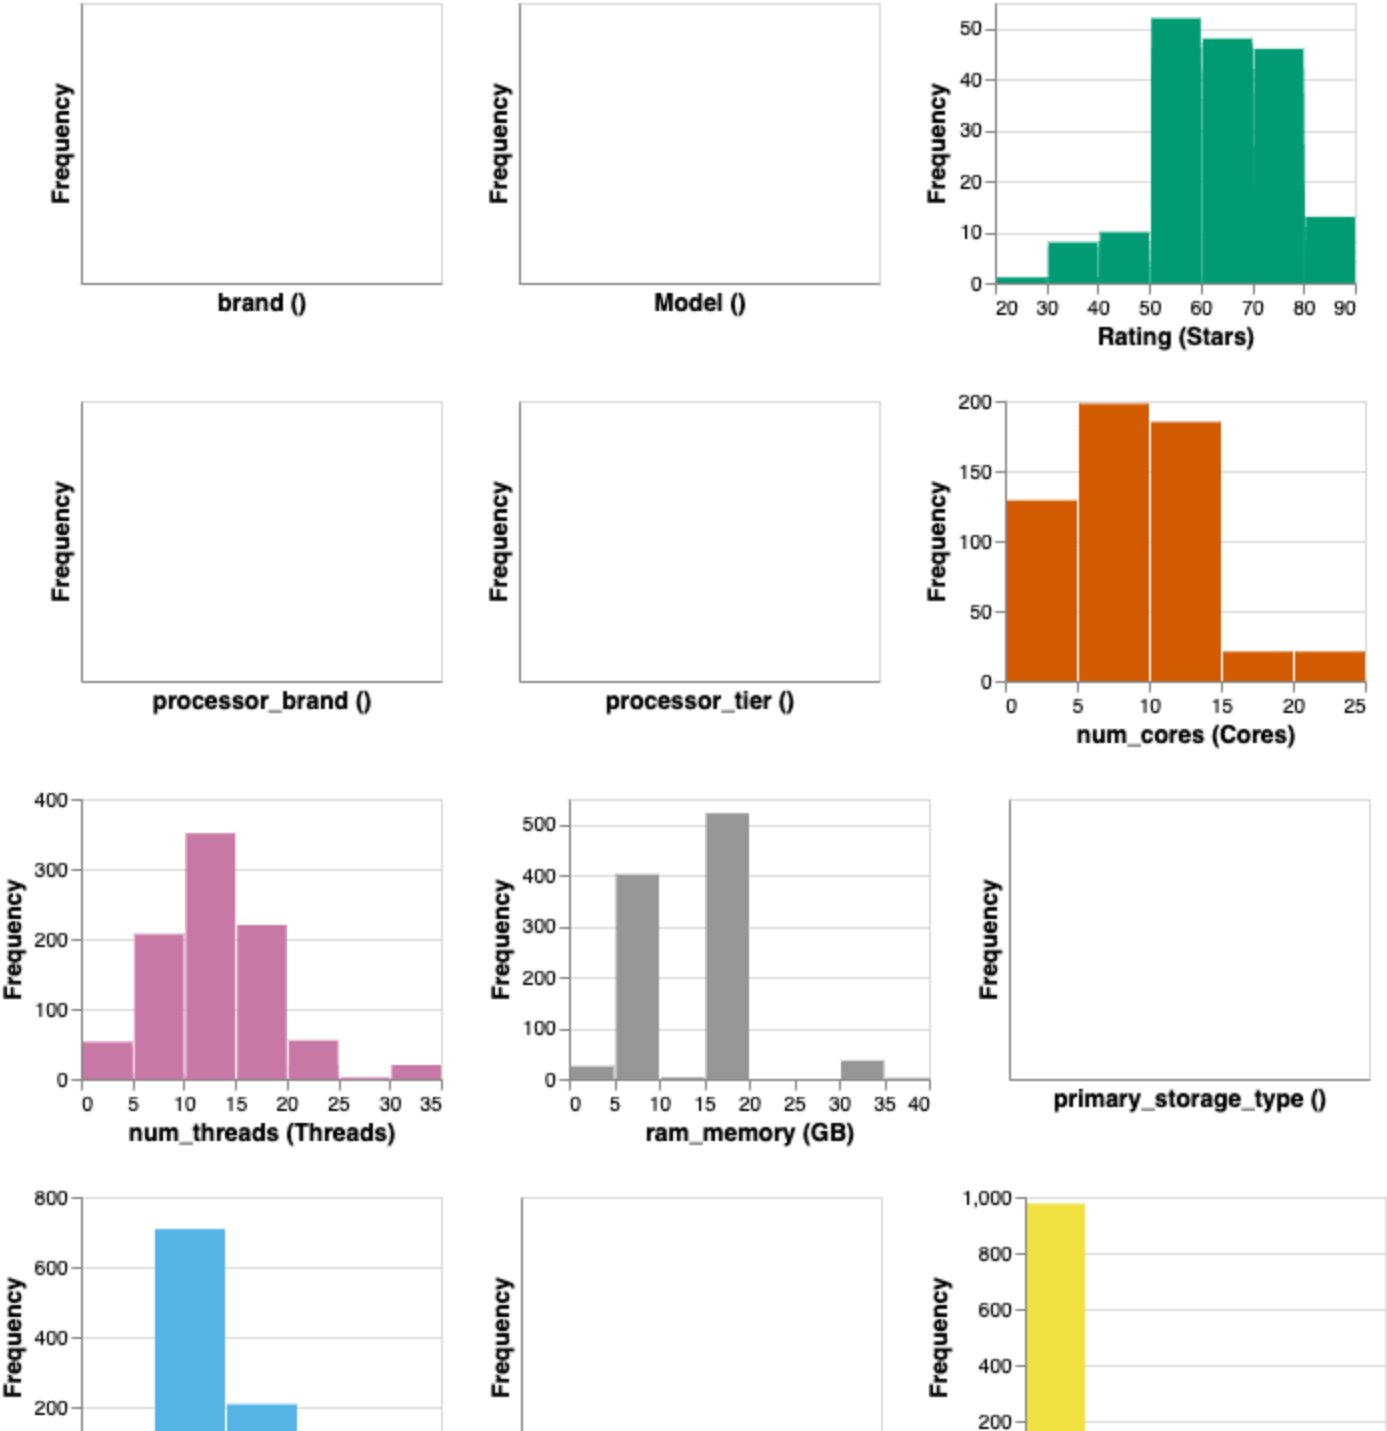 Frequency
brand ()
Frequency
Model ()
Frequency
50
40
30
20
10
0
20 30 40 50 60 70 80 90
Rating (Stars)
Frequency
processor_brand ()
Frequency
processor_tier ()
Frequency
200
150
100
50
0
0 5 10 15 20 25
num_cores (Cores)
Frequency
400
300
200
100
0
0 5 10 15 20 25 30 35
num_threads (Threads)
Frequency
500
400
300
200
100
0
0 5 10 15 20 25 30 35 40
ram_memory (GB)
Frequency
primary_storage_type ()
Frequency
800
600
400
200
Frequency
Frequency
1,000
800
600
400
200